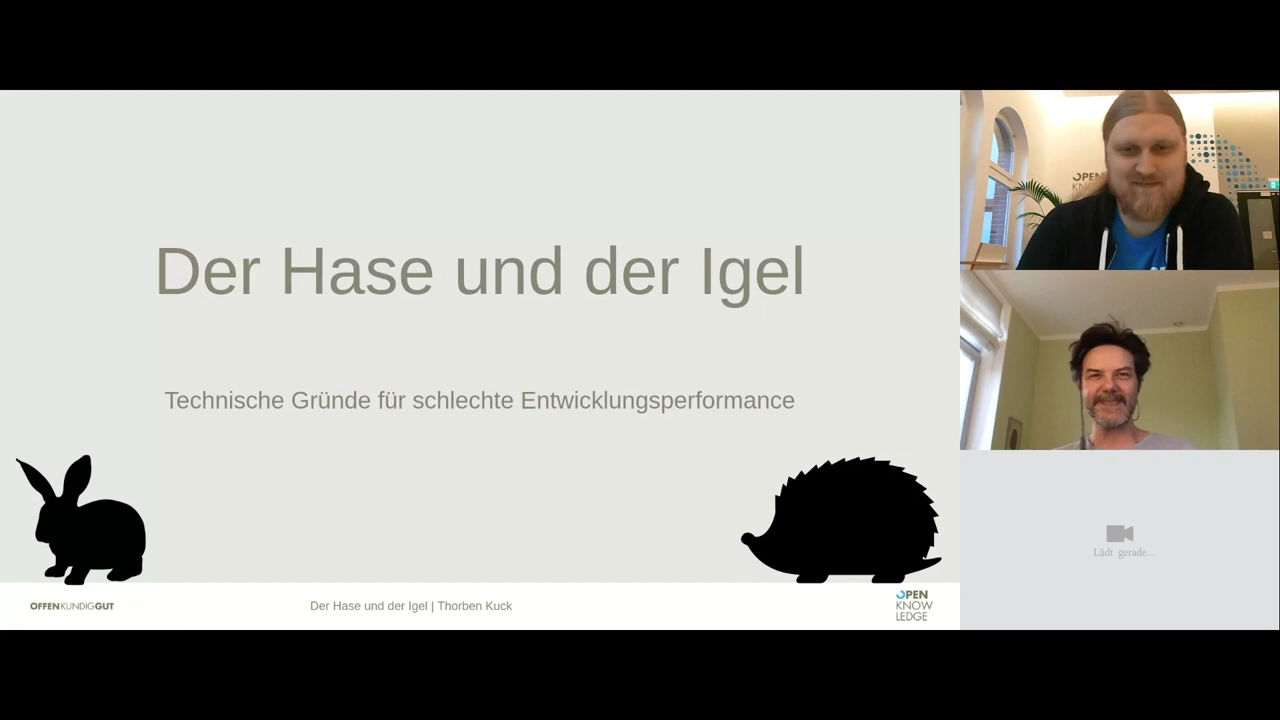 Der Hase und der Igel
Technische Gründe für schlechte Entwicklungsperformance
OFFENKUNDIGGUT
Der Hase und der Igel | Thorben Kuck
OPEN
KNOW
LEDGE
OPEN
Lädt gerade…